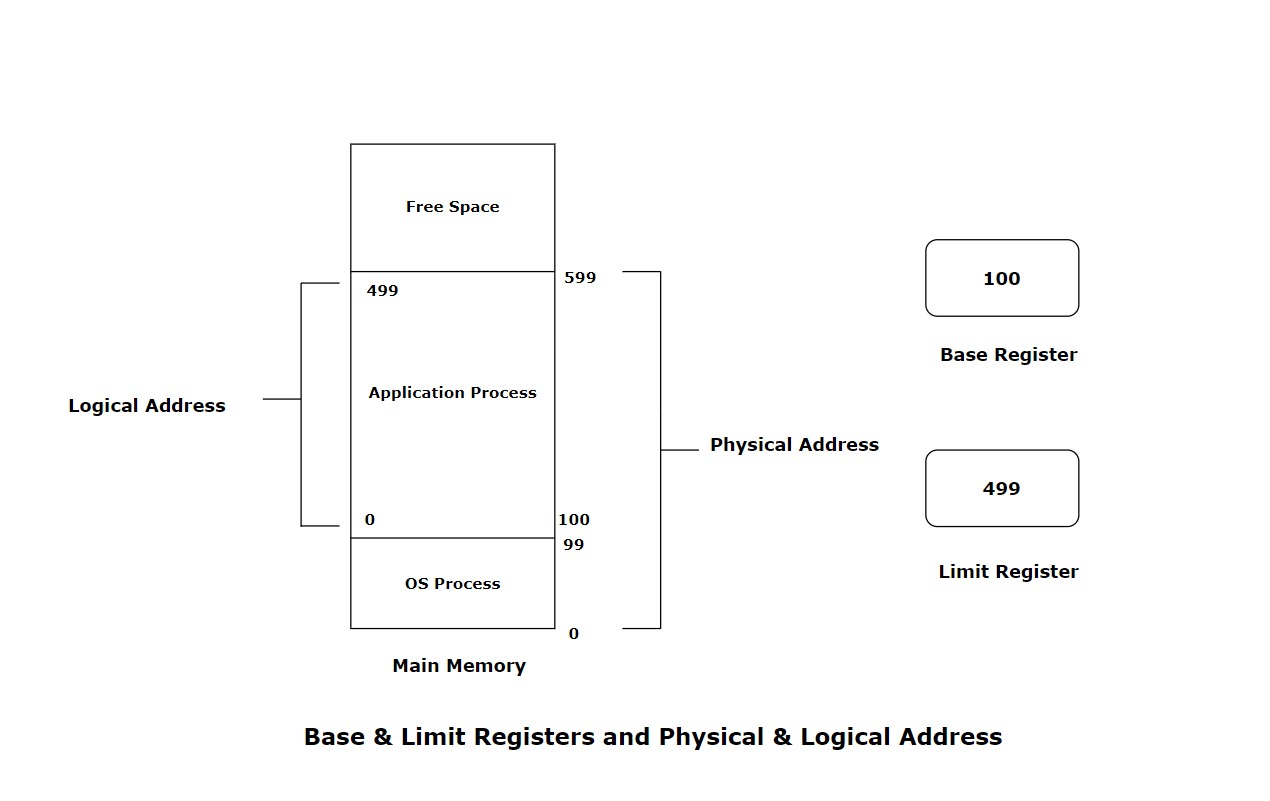 Free Space
599
499
100
Base Register
Application Process
Logical Address
Physical Address
499
Limit Register
0
100
99
OS Process
0
Main Memory
Base & Limit Registers and Physical & Logical Address